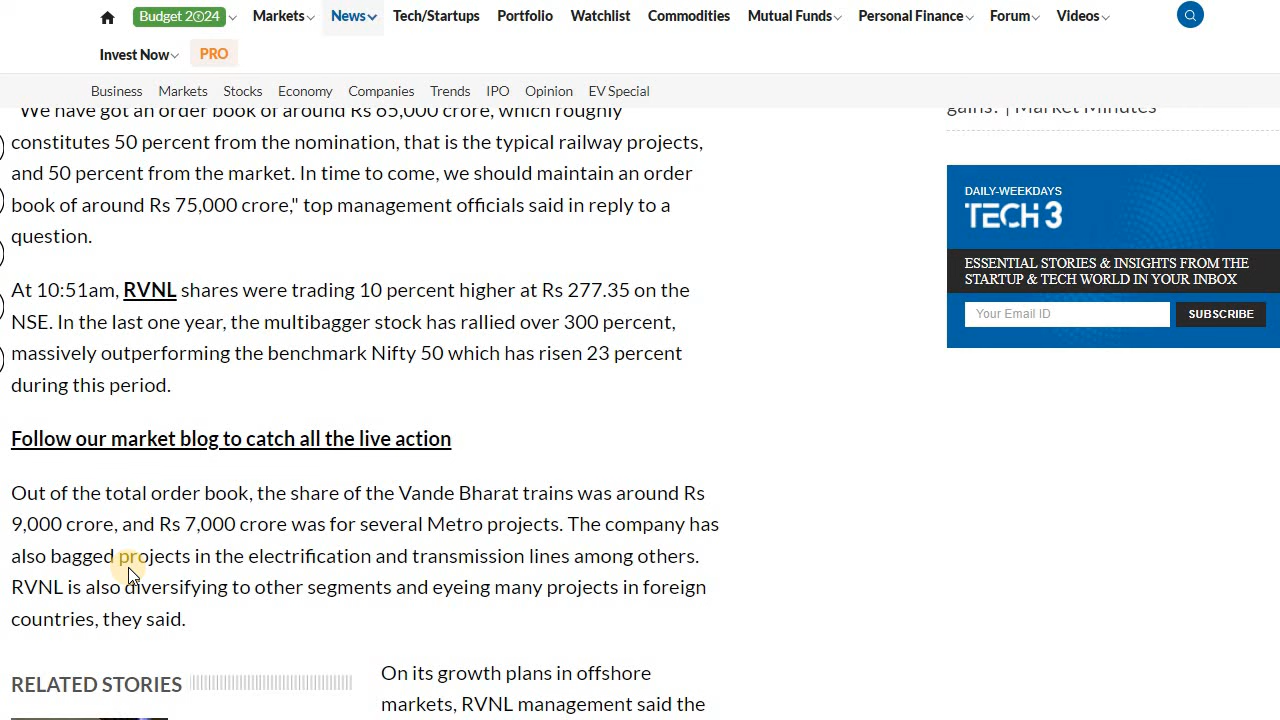 Budget 2024
Markets
News
Tech/Startups
Portfolio
Watchlist
Commodities
Mutual Funds
Personal Finance
Forum
Videos
Invest Now
PRO
Business
Markets
Stocks
Economy
Companies
Trends
IPO
Opinion
EV Special
"We have got an order book of around Rs 65,000 crore, which roughly
constitutes 50 percent from the nomination, that is the typical railway projects,
and 50 percent from the market. In time to come, we should maintain an order
book of around Rs 75,000 crore," top management officials said in reply to a
question.
At 10:51am, RVNL shares were trading 10 percent higher at Rs 277.35 on the
NSE. In the last one year, the multibagger stock has rallied over 300 percent,
massively outperforming the benchmark Nifty 50 which has risen 23 percent
during this period.
Follow our market blog to catch all the live action
Out of the total order book, the share of the Vande Bharat trains was around Rs
9,000 crore, and Rs 7,000 crore was for several Metro projects. The company has
also bagged projects in the electrification and transmission lines among others.
RVNL is also diversifying to other segments and eyeing many projects in foreign
countries, they said.
RELATED STORIES
On its growth plans in offshore
markets, RVNL management said the
gains? | Market Minutes
DAILY-WEEKDAYS
TECH 3
ESSENTIAL STORIES & INSIGHTS FROM THE
STARTUP & TECH WORLD IN YOUR INBOX
Your Email ID
SUBSCRIBE